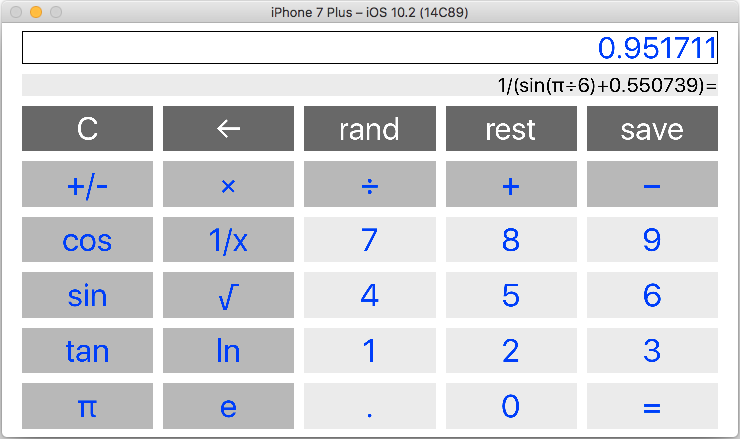 iPhone 7 Plus – iOS 10.2 (14C89)
0.951711
1/(sin(π÷6)+0.550739)=
C ← rand rest save
+/- × ÷ + −
cos 1/x 7 8 9
sin √ 4 5 6
tan ln 1 2 3
π e . 0 =